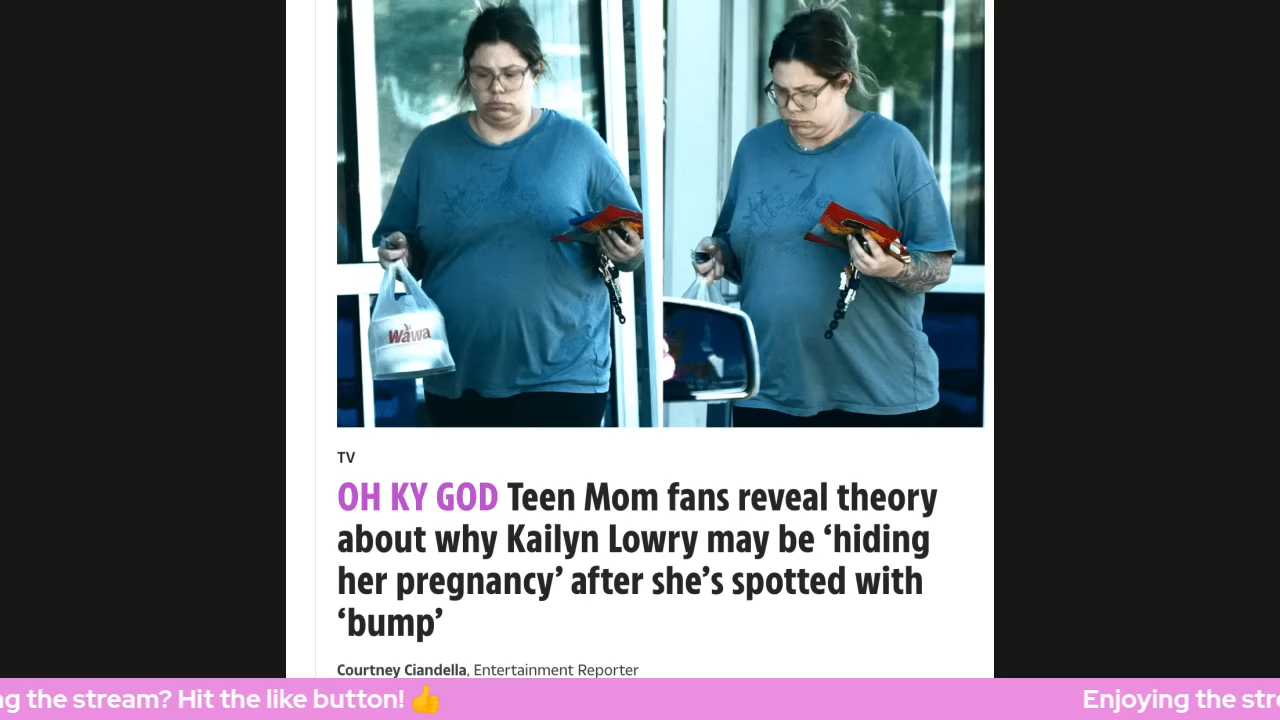 Wawa
TV
OH KY GOD Teen Mom fans reveal theory
about why Kailyn Lowry may be ‘hiding
her pregnancy’ after she’s spotted with
‘bump’
Courtney Ciandella, Entertainment Reporter
ng the stream? Hit the like button! 👍 Enjoying the stre